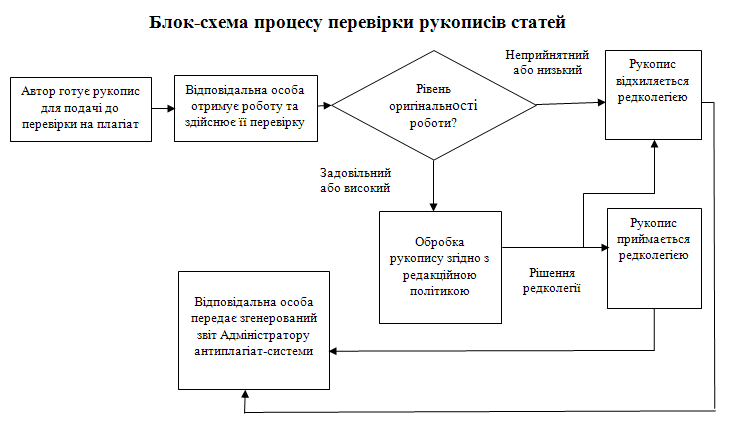 Блок-схема процесу перевірки рукописів статей
Автор готує рукопис
для подачі до
перевірки на плагіат
Відповідальна особа
отримує роботу та
здійснює її перевірку
Рівень
оригінальності
роботи?
Неприйнятний
або низький
Рукопис
відхиляється
редколегією
Задовільний
або високий
Обробка
рукопису згідно з
редакційною
політикою
Рішення
редколегії
Рукопис
приймається
редколегією
Відповідальна особа
передає згенерований
звіт Адміністратору
антиплагіат-системи